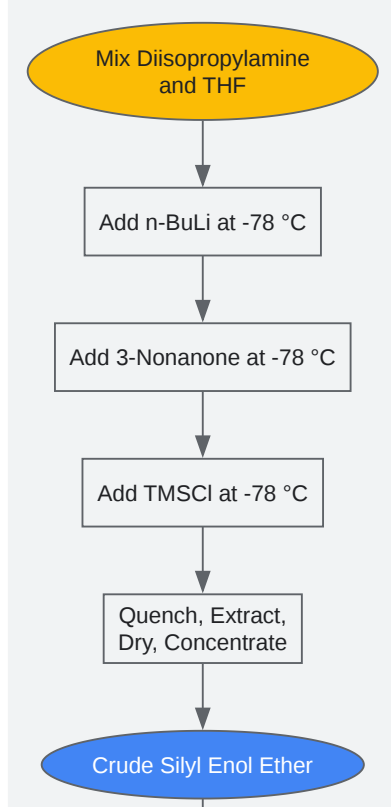 Mix Diisopropylamine
and THF
Add n-BuLi at -78 °C
Add 3-Nonanone at -78 °C
Add TMSCl at -78 °C
Quench, Extract,
Dry, Concentrate
Crude Silyl Enol Ether